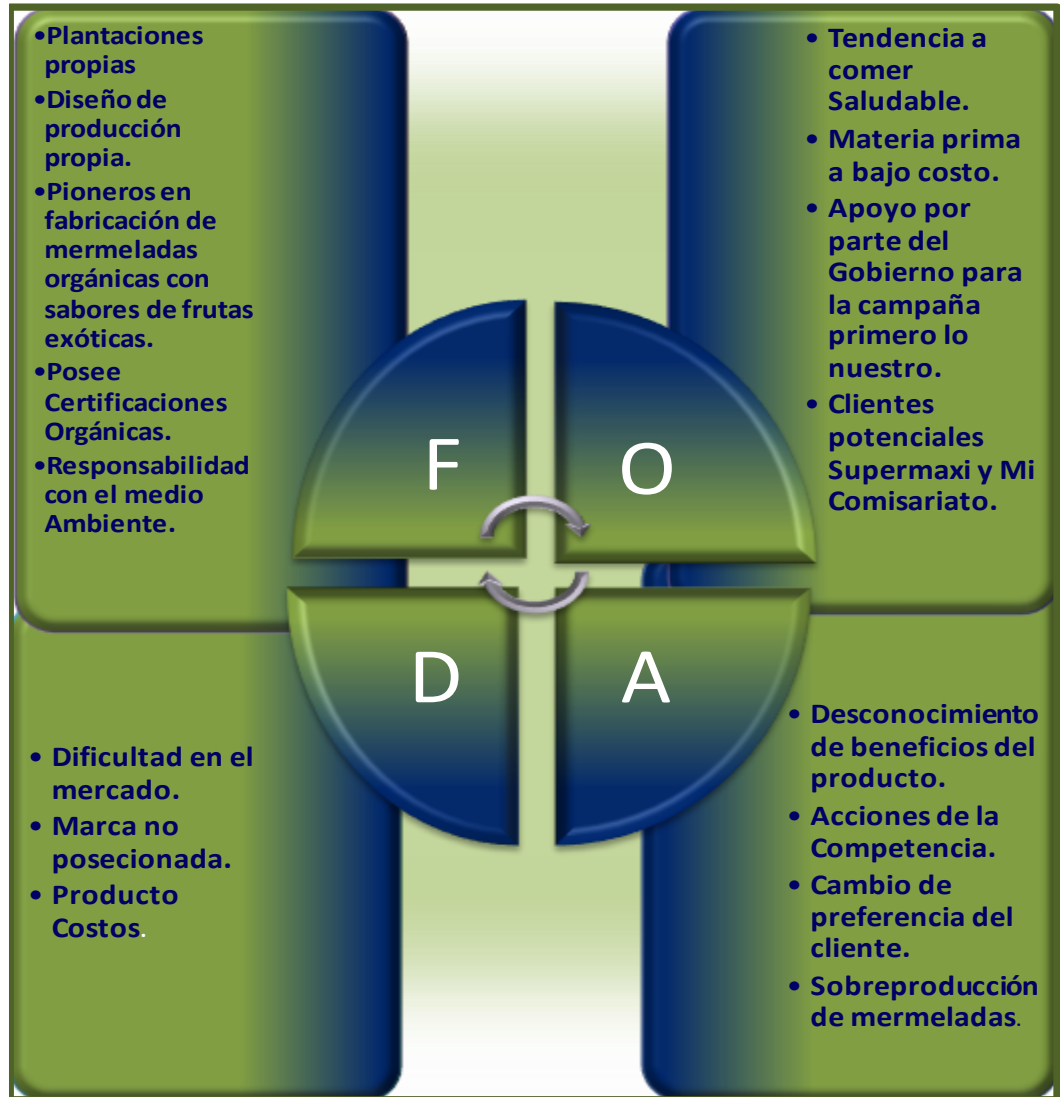 •Plantaciones
propias
•Diseño de
producción
propia.
•Pioneros en
fabricación de
mermeladas
orgánicas con
sabores de frutas
exóticas.
•Posee
Certificaciones
Orgánicas.
•Responsabilidad
con el medio
Ambiente.
• Tendencia a
comer
Saludable.
• Materia prima
a bajo costo.
• Apoyo por
parte del
Gobierno para
la campaña
primero lo
nuestro.
• Clientes
potenciales
Supermaxi y Mi
Comisariato.
F
O
D
A
• Dificultad en el
mercado.
• Marca no
posecionada.
• Producto
Costos.
• Desconocimiento
de beneficios del
producto.
• Acciones de la
Competencia.
• Cambio de
preferencia del
cliente.
• Sobreproducción
de mermeladas.